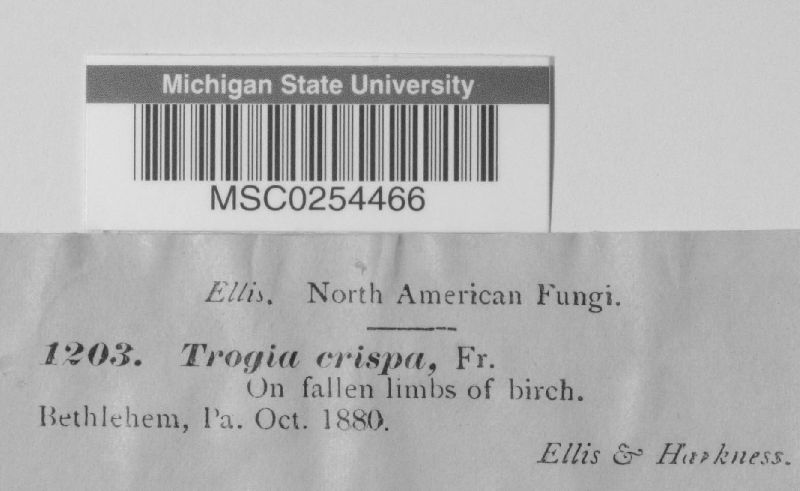 Michigan State University
MSC0254466
Ellis. North American Fungi.
1203. Trogia crispa, Fr.
On fallen limbs of birch.
Bethlehem, Pa. Oct. 1880.
Ellis & Harkness.